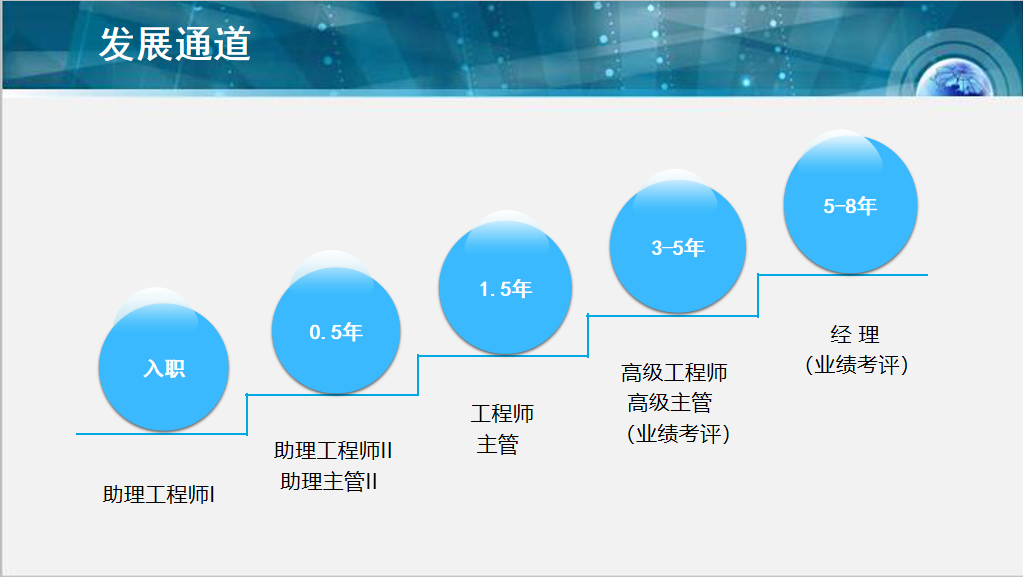 发展通道
入职
助理工程师I
0.5年
助理工程师II
助理主管II
1.5年
工程师
主管
3-5年
高级工程师
高级主管
（业绩考评）
5-8年
经 理
（业绩考评）